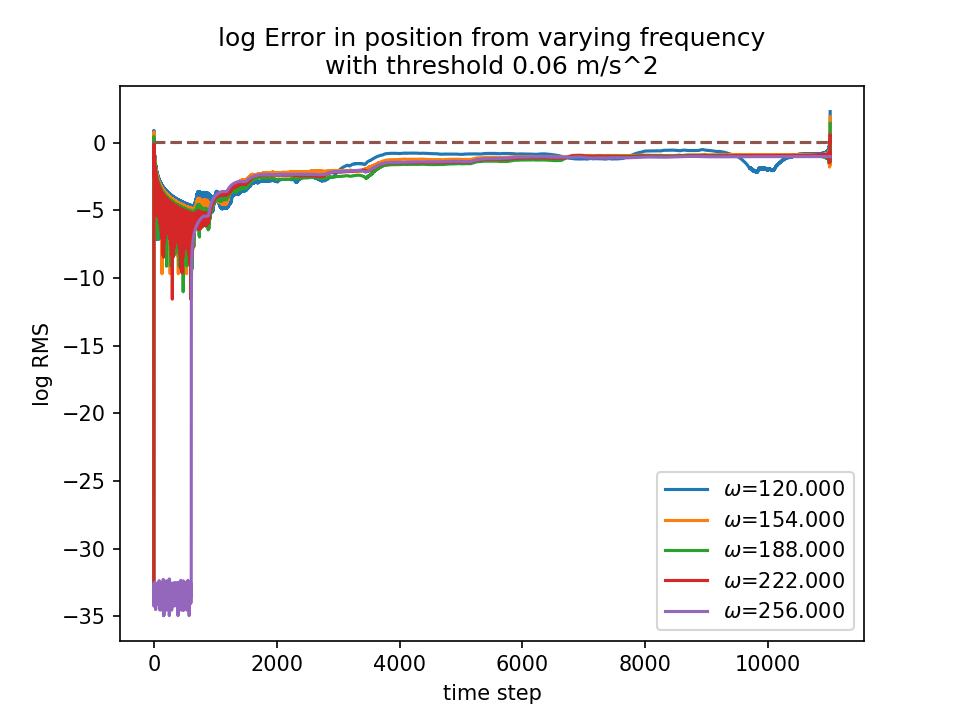 log Error in position from varying frequency
with threshold 0.06 m/s^2
log RMS
0
−5
−10
−15
−20
−25
−30
−35
0 2000 4000 6000 8000 10000
time step
ω=120.000
ω=154.000
ω=188.000
ω=222.000
ω=256.000